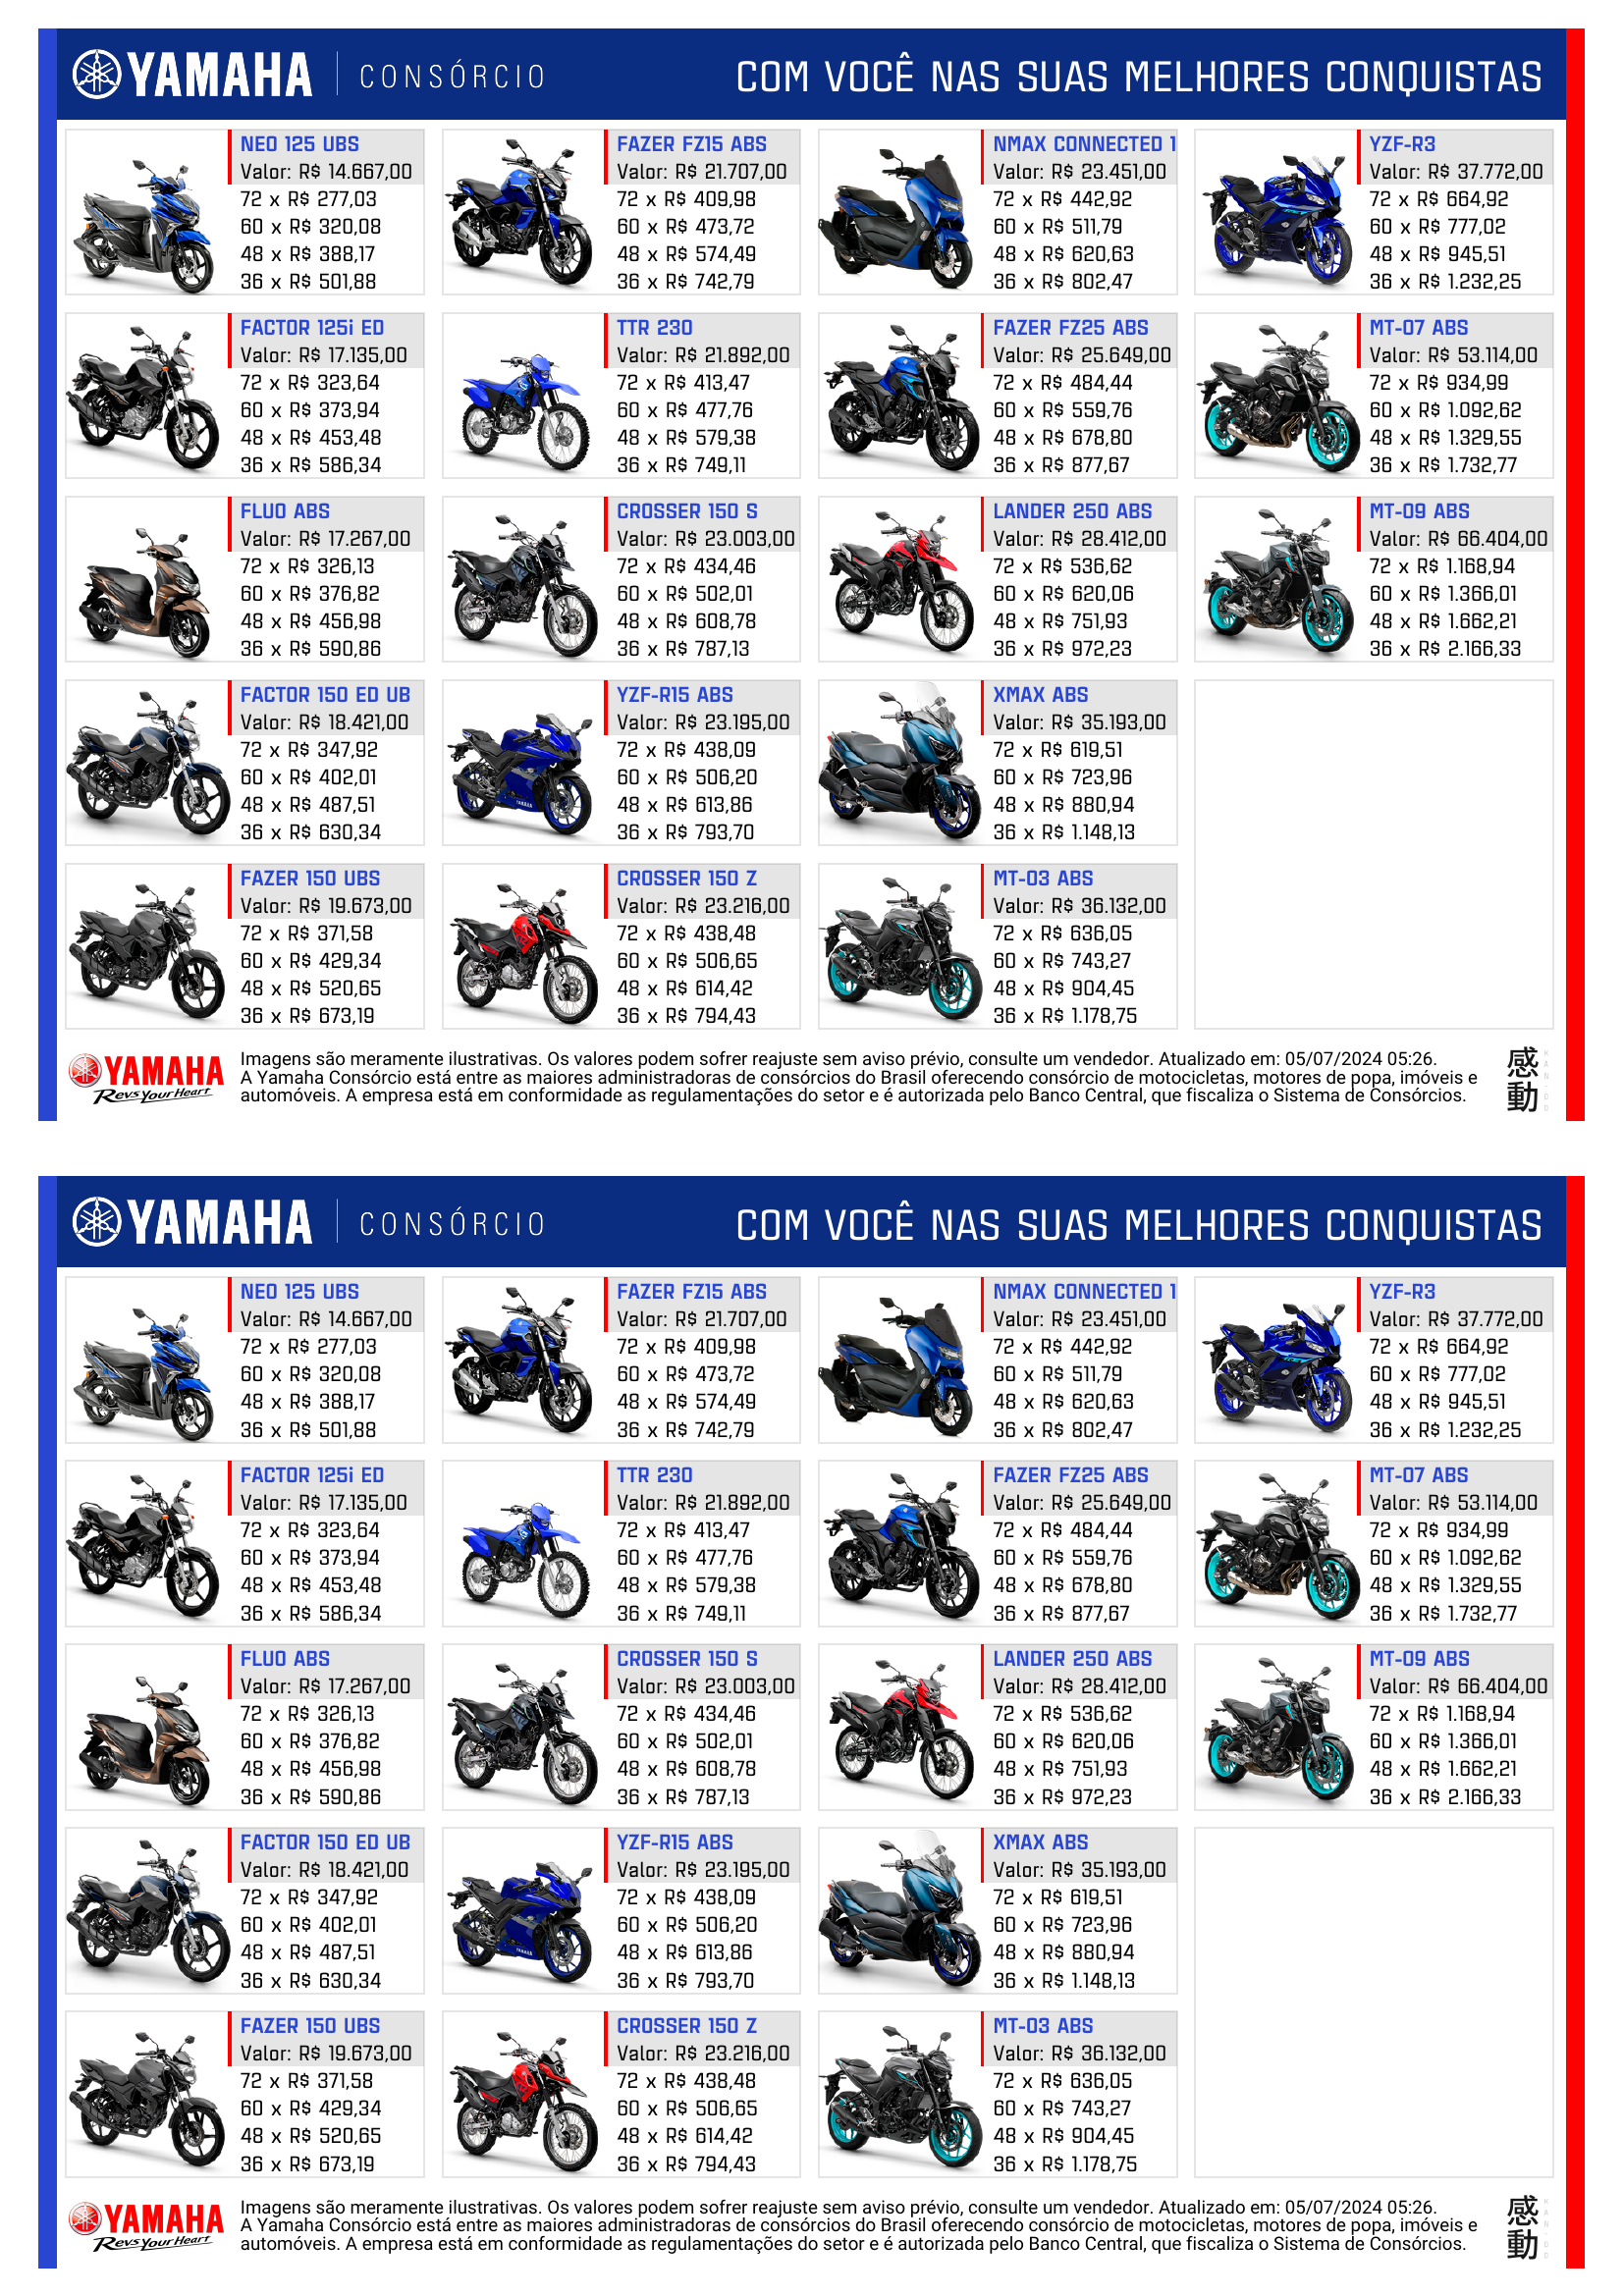 YAMAHA CONSÓRCIO
COM VOCÊ NAS SUAS MELHORES CONQUISTAS
NEO 125 UBS
Valor: R$ 14.667,00
72 x R$ 277,03
60 x R$ 320,08
48 x R$ 388,17
36 x R$ 501,88
FAZER FZ15 ABS
Valor: R$ 21.707,00
72 x R$ 409,98
60 x R$ 473,72
48 x R$ 574,49
36 x R$ 742,79
NMAX CONNECTED 1
Valor: R$ 23.451,00
72 x R$ 442,92
60 x R$ 511,79
48 x R$ 620,63
36 x R$ 802,47
YZF-R3
Valor: R$ 37.772,00
72 x R$ 664,92
60 x R$ 777,02
48 x R$ 945,51
36 x R$ 1.232,25
FACTOR 125i ED
Valor: R$ 17.135,00
72 x R$ 323,64
60 x R$ 373,94
48 x R$ 453,48
36 x R$ 586,34
TTR 230
Valor: R$ 21.892,00
72 x R$ 413,47
60 x R$ 477,76
48 x R$ 579,38
36 x R$ 749,11
FAZER FZ25 ABS
Valor: R$ 25.649,00
72 x R$ 484,44
60 x R$ 559,76
48 x R$ 678,80
36 x R$ 877,67
MT-07 ABS
Valor: R$ 53.114,00
72 x R$ 934,99
60 x R$ 1.092,62
48 x R$ 1.329,55
36 x R$ 1.732,77
FLUO ABS
Valor: R$ 17.267,00
72 x R$ 326,13
60 x R$ 376,82
48 x R$ 456,98
36 x R$ 590,86
CROSSER 150 S
Valor: R$ 23.003,00
72 x R$ 434,46
60 x R$ 502,01
48 x R$ 608,78
36 x R$ 787,13
LANDER 250 ABS
Valor: R$ 28.412,00
72 x R$ 536,62
60 x R$ 620,06
48 x R$ 751,93
36 x R$ 972,23
MT-09 ABS
Valor: R$ 66.404,00
72 x R$ 1.168,94
60 x R$ 1.366,01
48 x R$ 1.662,21
36 x R$ 2.166,33
FACTOR 150 ED UB
Valor: R$ 18.421,00
72 x R$ 347,92
60 x R$ 402,01
48 x R$ 487,51
36 x R$ 630,34
YZF-R15 ABS
Valor: R$ 23.195,00
72 x R$ 438,09
60 x R$ 506,20
48 x R$ 613,86
36 x R$ 793,70
XMAX ABS
Valor: R$ 35.193,00
72 x R$ 619,51
60 x R$ 723,96
48 x R$ 880,94
36 x R$ 1.148,13
FAZER 150 UBS
Valor: R$ 19.673,00
72 x R$ 371,58
60 x R$ 429,34
48 x R$ 520,65
36 x R$ 673,19
CROSSER 150 Z
Valor: R$ 23.216,00
72 x R$ 438,48
60 x R$ 506,65
48 x R$ 614,42
36 x R$ 794,43
MT-03 ABS
Valor: R$ 36.132,00
72 x R$ 636,05
60 x R$ 743,27
48 x R$ 904,45
36 x R$ 1.178,75
YAMAHA
Revs Your Heart
Imagens são meramente ilustrativas. Os valores podem sofrer reajuste sem aviso prévio, consulte um vendedor. Atualizado em: 05/07/2024 05:26.
A Yamaha Consórcio está entre as maiores administradoras de consórcios do Brasil oferecendo consórcio de motocicletas, motores de popa, imóveis e
automóveis. A empresa está em conformidade as regulamentações do setor e é autorizada pelo Banco Central, que fiscaliza o Sistema de Consórcios.
感動
YAMAHA CONSÓRCIO
COM VOCÊ NAS SUAS MELHORES CONQUISTAS
NEO 125 UBS
Valor: R$ 14.667,00
72 x R$ 277,03
60 x R$ 320,08
48 x R$ 388,17
36 x R$ 501,88
FAZER FZ15 ABS
Valor: R$ 21.707,00
72 x R$ 409,98
60 x R$ 473,72
48 x R$ 574,49
36 x R$ 742,79
NMAX CONNECTED 1
Valor: R$ 23.451,00
72 x R$ 442,92
60 x R$ 511,79
48 x R$ 620,63
36 x R$ 802,47
YZF-R3
Valor: R$ 37.772,00
72 x R$ 664,92
60 x R$ 777,02
48 x R$ 945,51
36 x R$ 1.232,25
FACTOR 125i ED
Valor: R$ 17.135,00
72 x R$ 323,64
60 x R$ 373,94
48 x R$ 453,48
36 x R$ 586,34
TTR 230
Valor: R$ 21.892,00
72 x R$ 413,47
60 x R$ 477,76
48 x R$ 579,38
36 x R$ 749,11
FAZER FZ25 ABS
Valor: R$ 25.649,00
72 x R$ 484,44
60 x R$ 559,76
48 x R$ 678,80
36 x R$ 877,67
MT-07 ABS
Valor: R$ 53.114,00
72 x R$ 934,99
60 x R$ 1.092,62
48 x R$ 1.329,55
36 x R$ 1.732,77
FLUO ABS
Valor: R$ 17.267,00
72 x R$ 326,13
60 x R$ 376,82
48 x R$ 456,98
36 x R$ 590,86
CROSSER 150 S
Valor: R$ 23.003,00
72 x R$ 434,46
60 x R$ 502,01
48 x R$ 608,78
36 x R$ 787,13
LANDER 250 ABS
Valor: R$ 28.412,00
72 x R$ 536,62
60 x R$ 620,06
48 x R$ 751,93
36 x R$ 972,23
MT-09 ABS
Valor: R$ 66.404,00
72 x R$ 1.168,94
60 x R$ 1.366,01
48 x R$ 1.662,21
36 x R$ 2.166,33
FACTOR 150 ED UB
Valor: R$ 18.421,00
72 x R$ 347,92
60 x R$ 402,01
48 x R$ 487,51
36 x R$ 630,34
YZF-R15 ABS
Valor: R$ 23.195,00
72 x R$ 438,09
60 x R$ 506,20
48 x R$ 613,86
36 x R$ 793,70
XMAX ABS
Valor: R$ 35.193,00
72 x R$ 619,51
60 x R$ 723,96
48 x R$ 880,94
36 x R$ 1.148,13
FAZER 150 UBS
Valor: R$ 19.673,00
72 x R$ 371,58
60 x R$ 429,34
48 x R$ 520,65
36 x R$ 673,19
CROSSER 150 Z
Valor: R$ 23.216,00
72 x R$ 438,48
60 x R$ 506,65
48 x R$ 614,42
36 x R$ 794,43
MT-03 ABS
Valor: R$ 36.132,00
72 x R$ 636,05
60 x R$ 743,27
48 x R$ 904,45
36 x R$ 1.178,75
YAMAHA
Revs Your Heart
Imagens são meramente ilustrativas. Os valores podem sofrer reajuste sem aviso prévio, consulte um vendedor. Atualizado em: 05/07/2024 05:26.
A Yamaha Consórcio está entre as maiores administradoras de consórcios do Brasil oferecendo consórcio de motocicletas, motores de popa, imóveis e
automóveis. A empresa está em conformidade as regulamentações do setor e é autorizada pelo Banco Central, que fiscaliza o Sistema de Consórcios.
感動